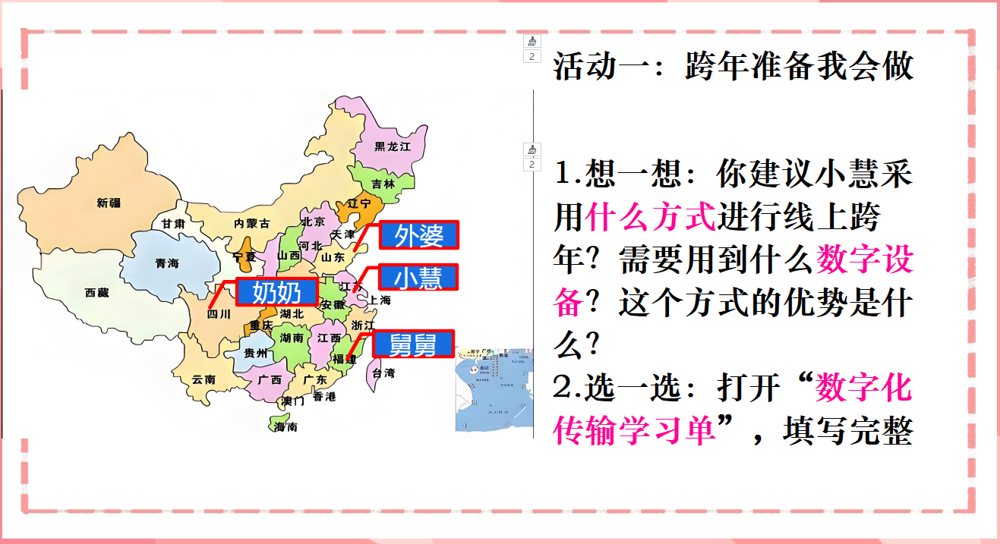 活动一：跨年准备我会做
2
2
1.想一想：你建议小慧采
用什么方式进行线上跨
年？需要用到什么数字设
备？这个方式的优势是什
么？
2.选一选：打开“数字化
传输学习单”，填写完整
黑龙江
吉林
辽宁
新疆
甘肃
内蒙古
北京
天津
外婆
河北
宁夏
山西
山东
青海
小慧
奶奶
江苏
西藏
上海
安徽
四川
湖北
重庆
浙江
湖南
江西
舅舅
贵州
福建
台湾
云南
广西
广东
香港
澳门
海南